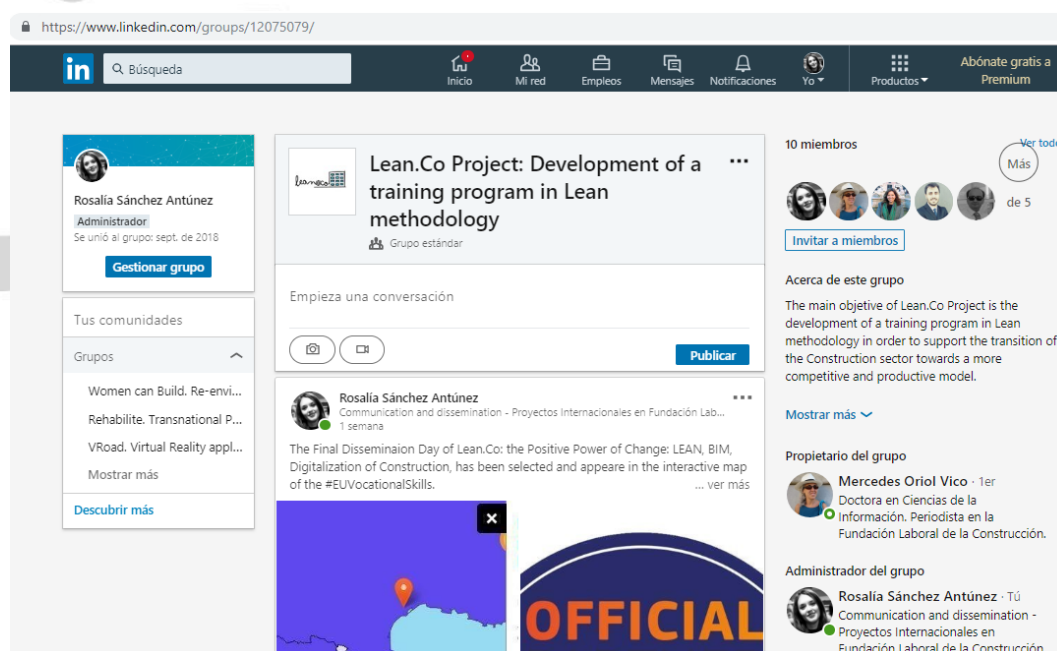 https://www.linkedin.com/groups/12075079/
in
Búsqueda
Inicio
Mi red
Empleos
Mensajes
Notificaciones
Yo
Productos
Abónate gratis a
Premium
Rosalía Sánchez Antúnez
Administrador
Se unió al grupo: sept. de 2018
Gestionar grupo
Tus comunidades
Grupos
Women can Build. Re-envi...
Rehabilite. Transnational P...
VRoad. Virtual Reality appl...
Mostrar más
Descubrir más
leaneco
Lean.Co Project: Development of a
training program in Lean
methodology
Grupo estándar
Empieza una conversación
Publicar
Rosalía Sánchez Antúnez
Communication and dissemination - Proyectos Internacionales en Fundación Lab...
1 semana
The Final Disseminaion Day of Lean.Co: the Positive Power of Change: LEAN, BIM,
Digitalization of Construction, has been selected and appeare in the interactive map
of the #EUVocationalSkills.
... ver más
OFFICIAL
10 miembros
Ver todo
Más
de 5
Invitar a miembros
Acerca de este grupo
The main objetive of Lean.Co Project is the
development of a training program in Lean
methodology in order to support the transition of
the Construction sector towards a more
competitive and productive model.
Mostrar más
Propietario del grupo
Mercedes Oriol Vico · 1er
Doctora en Ciencias de la
Información. Periodista en la
Fundación Laboral de la Construcción.
Administrador del grupo
Rosalía Sánchez Antúnez · Tú
Communication and dissemination -
Proyectos Internacionales en
Fundación Laboral de la Construcción